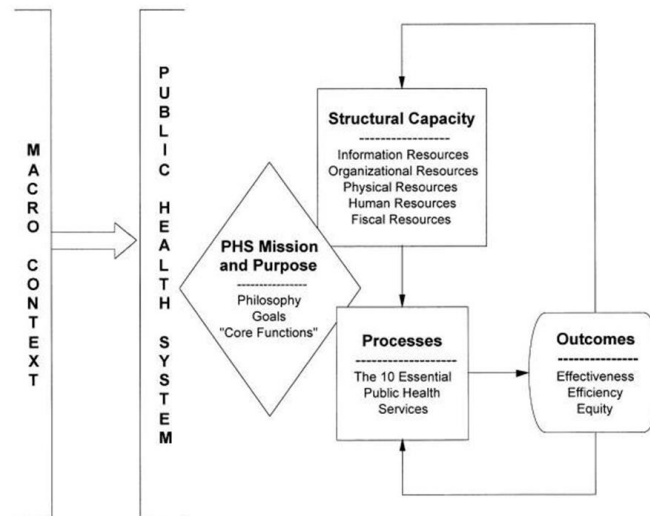 MACRO CONTEXT
PUBLIC HEALTH SYSTEM
PHS Mission
and Purpose
Philosophy
Goals
"Core Functions"
Structural Capacity
Information Resources
Organizational Resources
Physical Resources
Human Resources
Fiscal Resources
Processes
The 10 Essential
Public Health
Services
Outcomes
Effectiveness
Efficiency
Equity